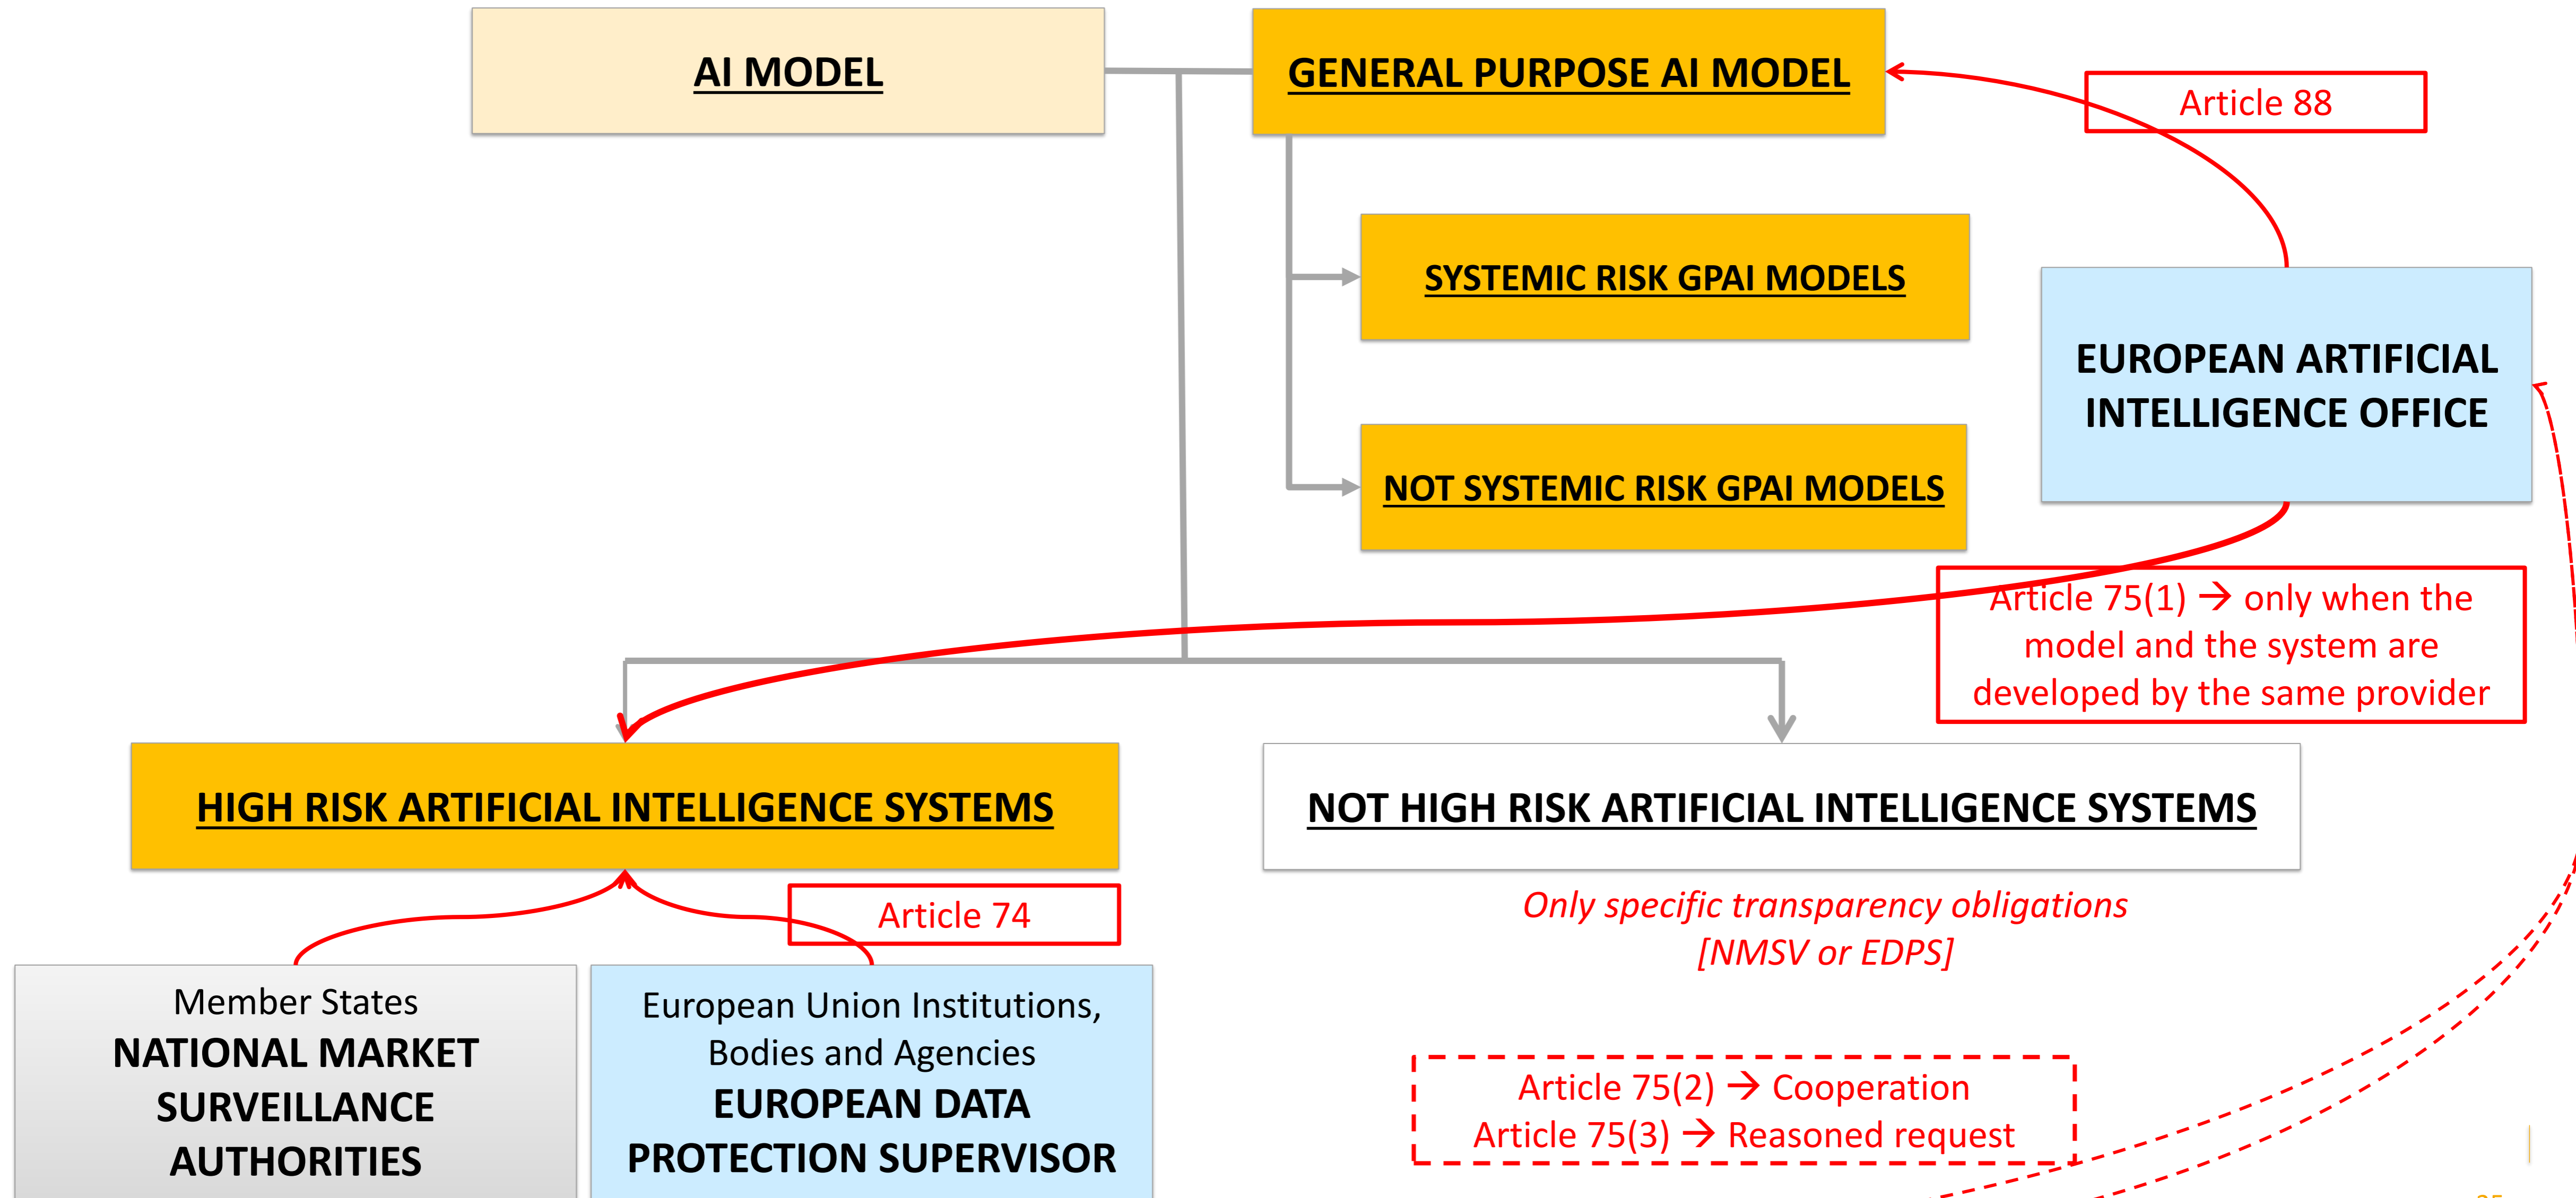 AI MODEL
GENERAL PURPOSE AI MODEL
Article 88
SYSTEMIC RISK GPAI MODELS
EUROPEAN ARTIFICIAL
INTELLIGENCE OFFICE
NOT SYSTEMIC RISK GPAI MODELS
Article 75(1) → only when the
model and the system are
developed by the same provider
HIGH RISK ARTIFICIAL INTELLIGENCE SYSTEMS
NOT HIGH RISK ARTIFICIAL INTELLIGENCE SYSTEMS
Article 74
Only specific transparency obligations
[NMSV or EDPS]
Member States
NATIONAL MARKET
SURVEILLANCE
AUTHORITIES
European Union Institutions,
Bodies and Agencies
EUROPEAN DATA
PROTECTION SUPERVISOR
Article 75(2) → Cooperation
Article 75(3) → Reasoned request